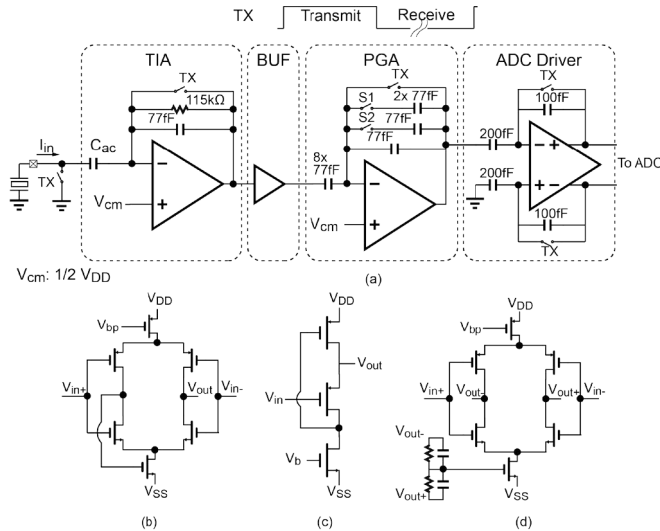 TX Transmit Receive
TIA BUF PGA ADC Driver
TX
115kΩ
77fF
Iin
Cac
TX
Vcm
TX
2x 77fF
S1
S2
77fF
77fF
8x
77fF
Vcm
TX
100fF
200fF
200fF
100fF
TX
To ADC
Vcm: 1/2 VDD
(a)
VDD
Vbp
Vin+ Vout Vin-
VSS
(b)
VDD
Vout
Vin
Vb
VSS
(c)
VDD
Vbp
Vin+ Vout- Vout+ Vin-
Vout-
Vout+
VSS
(d)